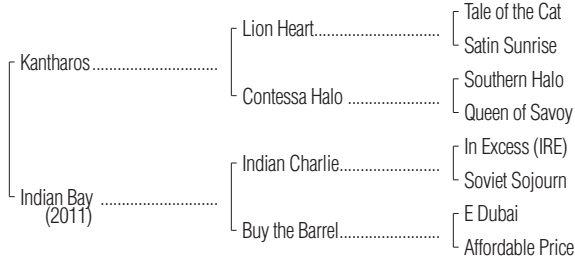 Tale of the Cat
Lion Heart
Satin Sunrise
Kantharos
Southern Halo
Contessa Halo
Queen of Savoy
In Excess (IRE)
Indian Charlie
Soviet Sojourn
Indian Bay
(2011)
E Dubai
Buy the Barrel
Affordable Price